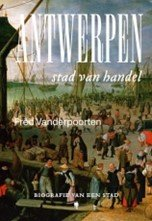 ANTWERPEN
stad van handel
Fred Vanderpoorten
BIOGRAFIE VAN EEN STAD